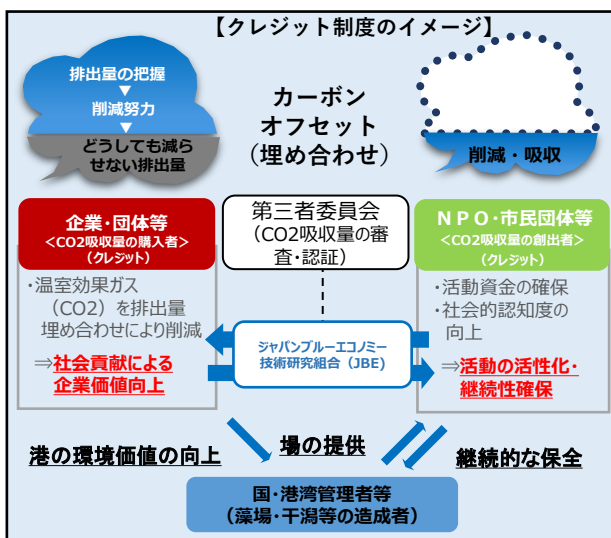 【クレジット制度のイメージ】
排出量の把握
▼
削減努力
▼
どうしても減ら
せない排出量
カーボン
オフセット
(埋め合わせ)
削減・吸収
企業・団体等
<CO2吸収量の購入者>
(クレジット)
・温室効果ガス
(CO2)を排出量
埋め合わせにより削減
⇒社会貢献による
企業価値向上
第三者委員会
(CO2吸収量の審
査・認証)
ジャパンブルーエコノミー
技術研究組合(JBE)
NPO・市民団体等
<CO2吸収量の創出者>
(クレジット)
・活動資金の確保
・社会的認知度の
向上
⇒活動の活性化・
継続性確保
港の環境価値の向上
場の提供
継続的な保全
国・港湾管理者等
(藻場・干潟等の造成者)